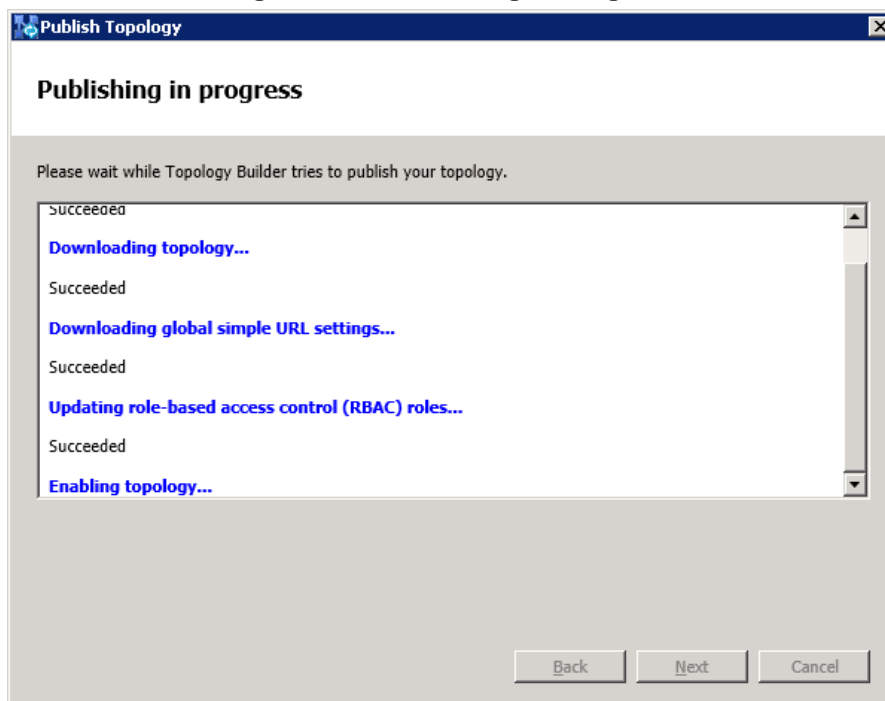 Publish Topology
Publishing in progress
Please wait while Topology Builder tries to publish your topology.
Succeeded
Downloading topology...
Succeeded
Downloading global simple URL settings...
Succeeded
Updating role-based access control (RBAC) roles...
Succeeded
Enabling topology...
Back Next Cancel